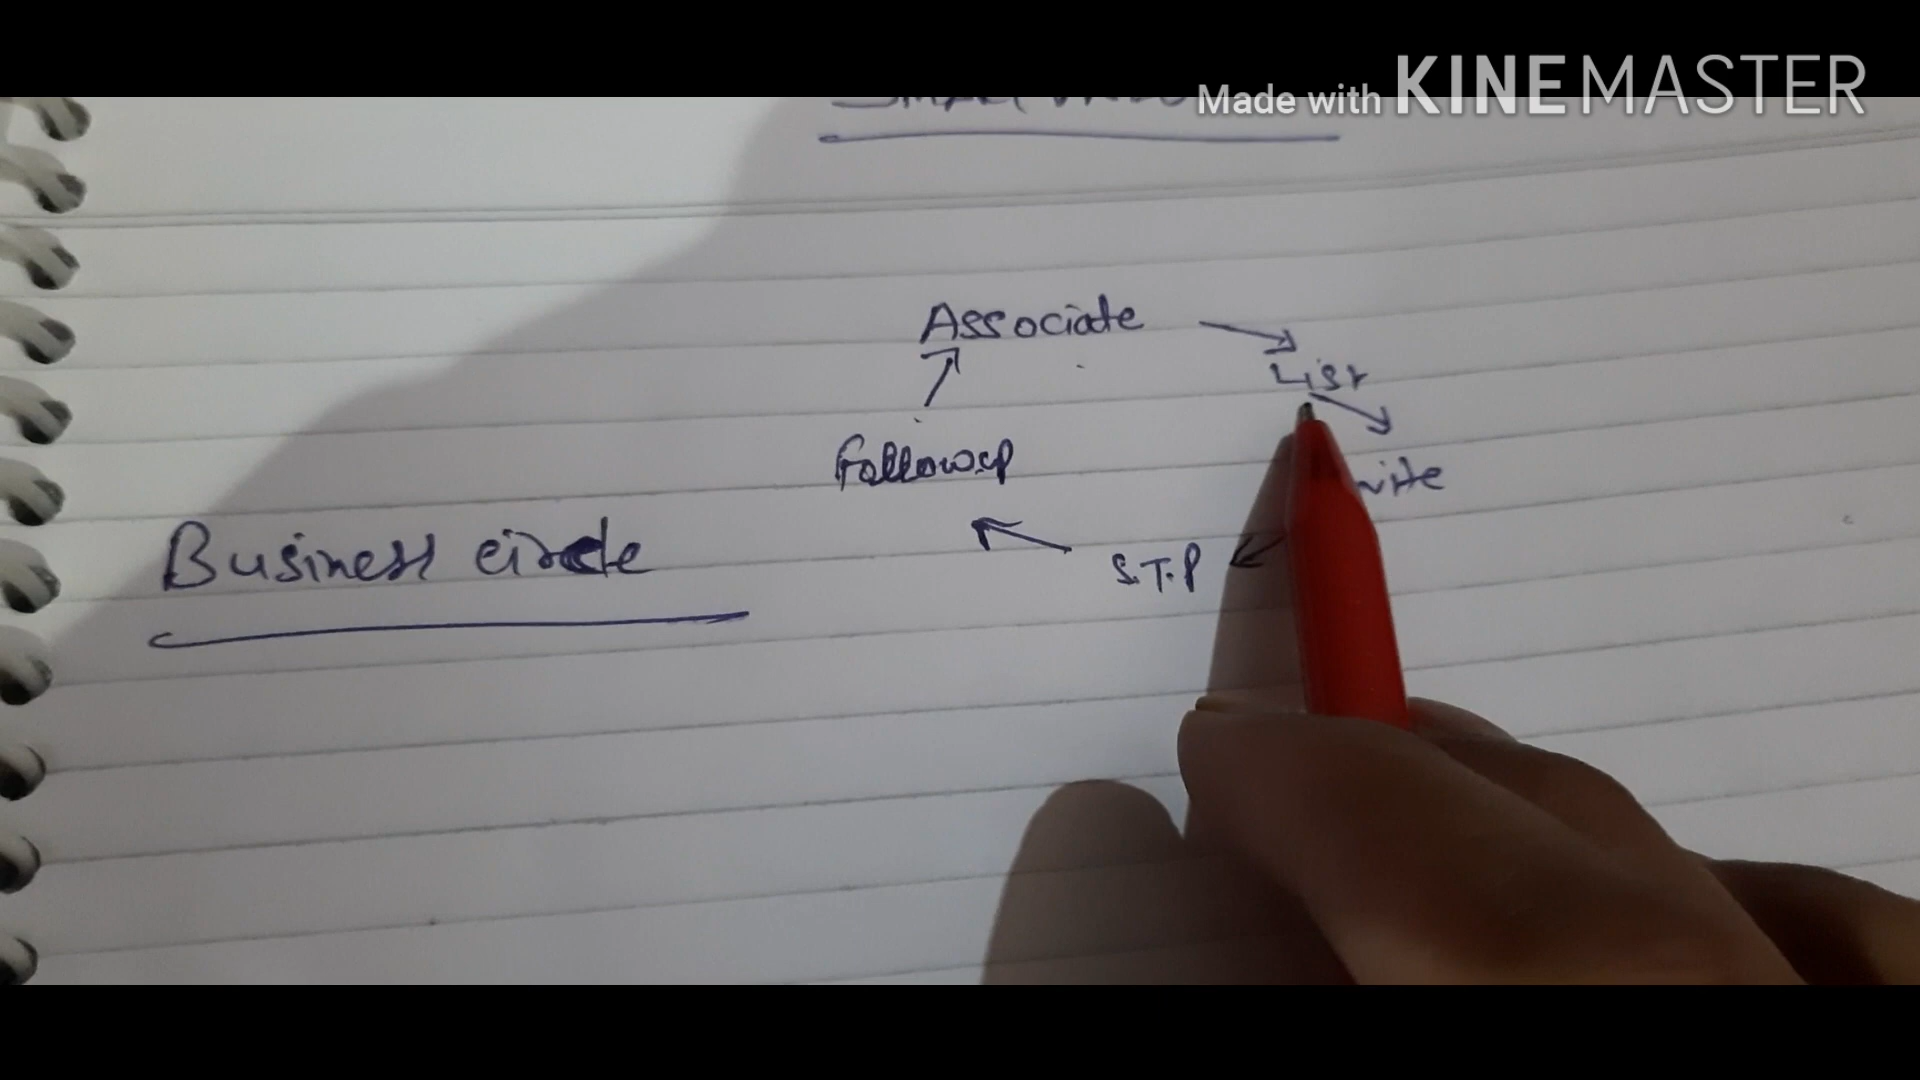 Made with KINEMASTER
Associate
List
Followup
Business circle
S.T.P